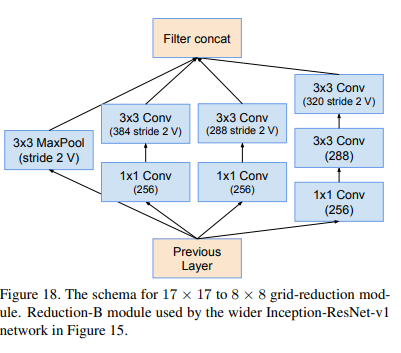 Filter concat
3x3 MaxPool
(stride 2 V)
3x3 Conv
(384 stride 2 V)
1x1 Conv
(256)
3x3 Conv
(288 stride 2 V)
1x1 Conv
(256)
3x3 Conv
(320 stride 2 V)
3x3 Conv
(288)
1x1 Conv
(256)
Previous
Layer
Figure 18. The schema for 17 × 17 to 8 × 8 grid-reduction mod-
ule. Reduction-B module used by the wider Inception-ResNet-v1
network in Figure 15.